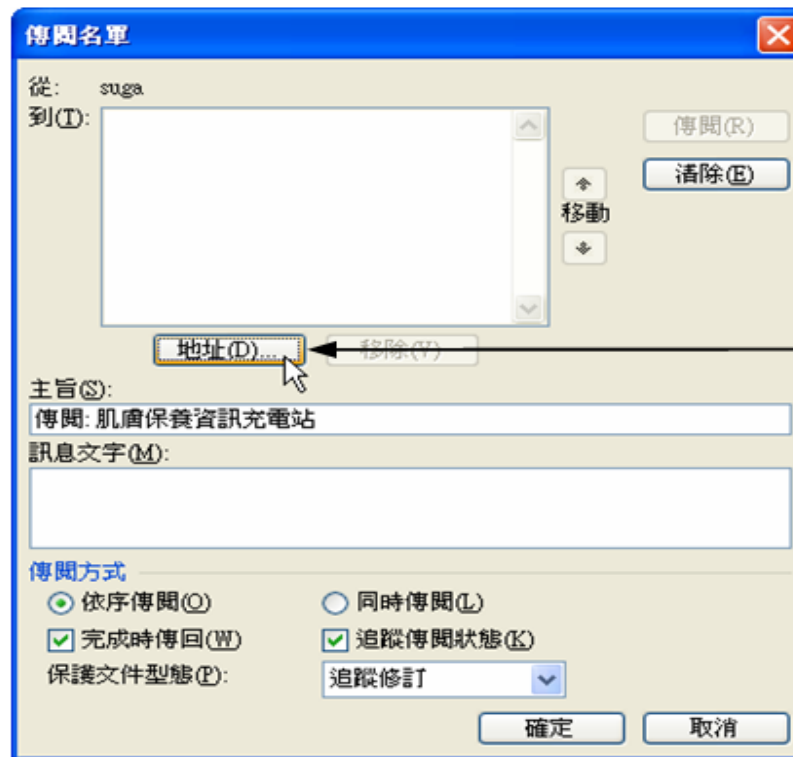 傳閱名單
從: suga
到(T):
傳閱(R)
清除(E)
移動
地址(D)... 移除(V)
主旨(S):
傳閱: 肌膚保養資訊充電站
訊息文字(M):
傳閱方式
依序傳閱(O) 同時傳閱(L)
完成時傳回(W) 追蹤傳閱狀態(K)
保護文件型態(P): 追蹤修訂
確定 取消